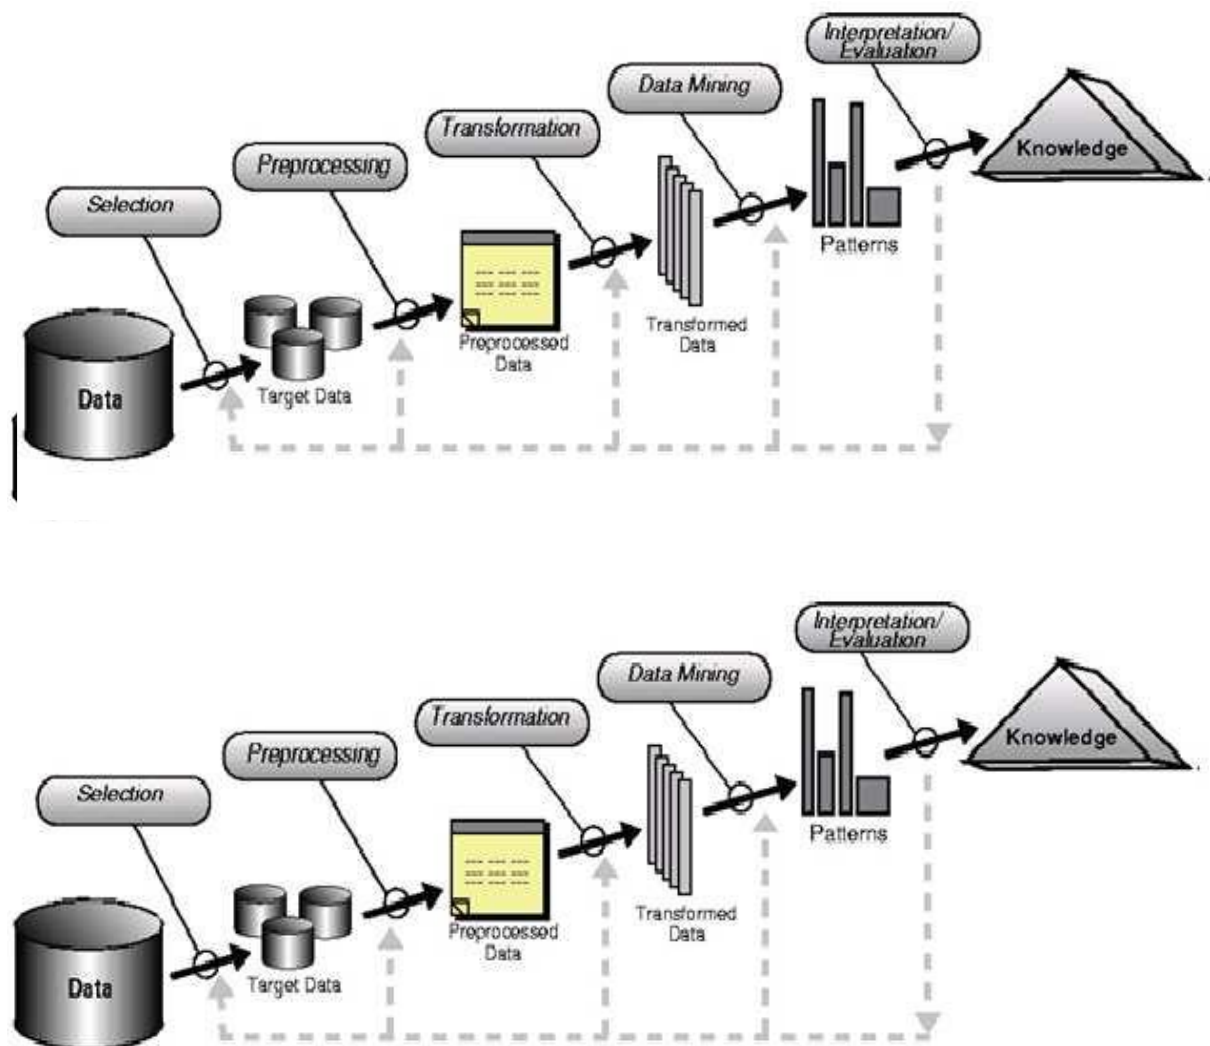 Interpretation/
Evaluation
Data Mining
Transformation
Preprocessing
Selection
Knowledge
Patterns
Transformed
Data
Preprocessed
Data
Target Data
Data
Interpretation/
Evaluation
Data Mining
Transformation
Preprocessing
Selection
Knowledge
Patterns
Transformed
Data
Preprocessed
Data
Target Data
Data